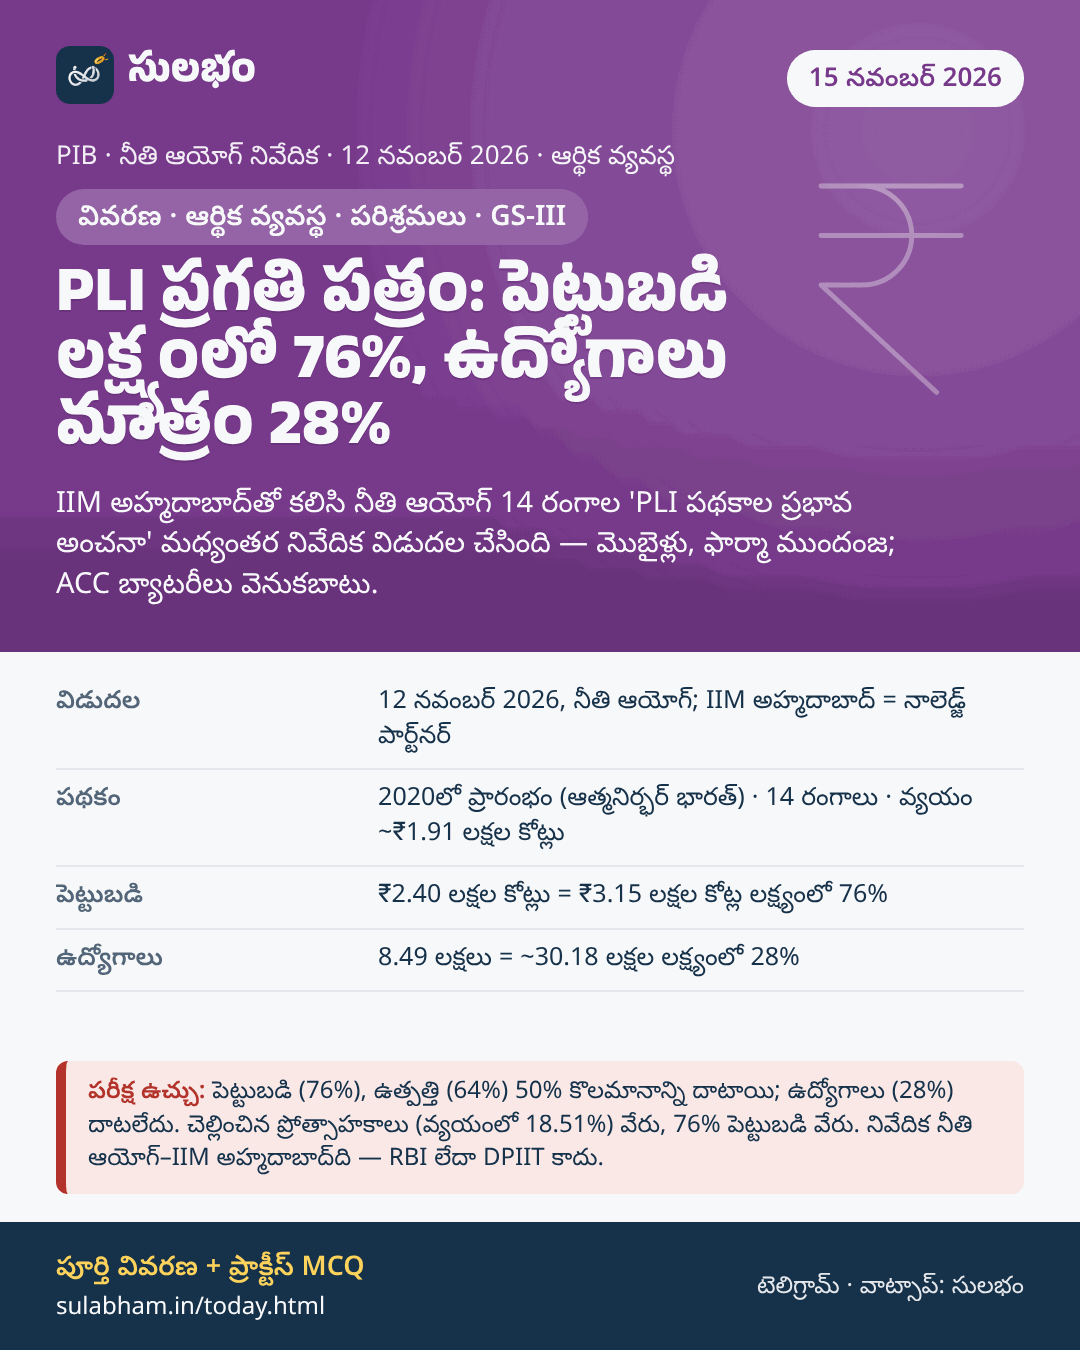 సులభం
15 నవంబర్ 2026
PIB · నీతి ఆయోగ్ నివేదిక · 12 నవంబర్ 2026 · ఆర్థిక వ్యవస్థ
వివరణ · ఆర్థిక వ్యవస్థ · పరిశ్రమలు · GS-III
PLI ప్రగతి పత్రం: పెట్టుబడి
లక్ష్యంలో 76%, ఉద్యోగాలు
మాత్రం 28%
IIM అహ్మదాబాద్‌తో కలిసి నీతి ఆయోగ్ 14 రంగాల 'PLI పథకాల ప్రభావ
అంచనా' మధ్యంతర నివేదిక విడుదల చేసింది — మొబైళ్లు, ఫార్మా ముందంజ;
ACC బ్యాటరీలు వెనుకబాటు.
విడుదల
12 నవంబర్ 2026, నీతి ఆయోగ్; IIM అహ్మదాబాద్ = నాలెడ్జ్
పార్ట్‌నర్
పథకం
2020లో ప్రారంభం (ఆత్మనిర్భర్ భారత్) · 14 రంగాలు · వ్యయం
~₹1.91 లక్షల కోట్లు
పెట్టుబడి
₹2.40 లక్షల కోట్లు = ₹3.15 లక్షల కోట్ల లక్ష్యంలో 76%
ఉద్యోగాలు
8.49 లక్షలు = ~30.18 లక్షల లక్ష్యంలో 28%
పరీక్ష ఉచ్చు: పెట్టుబడి (76%), ఉత్పత్తి (64%) 50% కొలమానాన్ని దాటాయి; ఉద్యోగాలు (28%)
దాటలేదు. చెల్లించిన ప్రోత్సాహకాలు (వ్యయంలో 18.51%) వేరు, 76% పెట్టుబడి వేరు. నివేదిక నీతి
ఆయోగ్–IIM అహ్మదాబాద్‌ది — RBI లేదా DPIIT కాదు.
పూర్తి వివరణ + ప్రాక్టీస్ MCQ
sulabham.in/today.html
టెలిగ్రామ్ · వాట్సాప్: సులభం